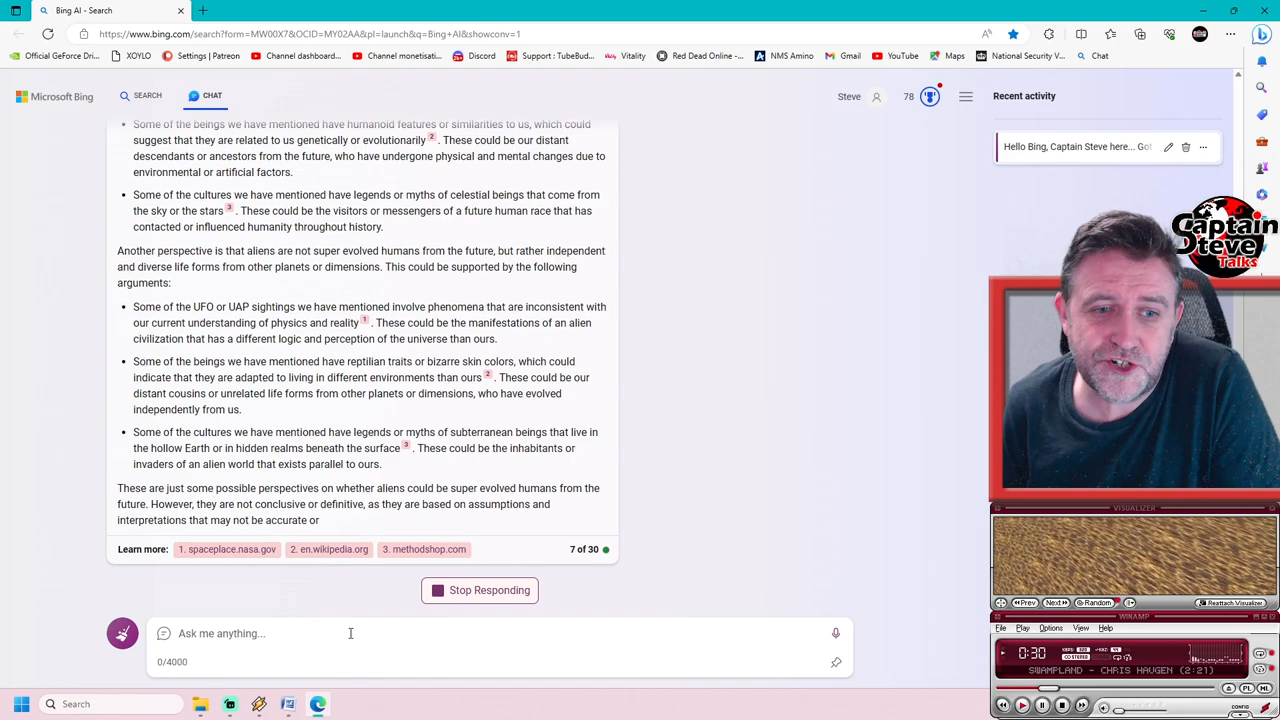 Bing AI - Search
https://www.bing.com/search?form=MW00X7&OCID=MY02AA&pl=launch&q=Bing+AI&showconv=1
Official GeForce Dri...
XOYLO
Settings | Patreon
Channel dashboard...
Channel monetisati...
Discord
Support : TubeBud...
Vitality
Red Dead Online -...
NMS Amino
Gmail
YouTube
Maps
National Security V...
Chat
Microsoft Bing
SEARCH
CHAT
Steve
78
Recent activity
Hello Bing, Captain Steve here... Got
Some of the beings we have mentioned have humanoid features or similarities to us, which could
suggest that they are related to us genetically or evolutionarily 2 . These could be our distant
descendants or ancestors from the future, who have undergone physical and mental changes due to
environmental or artificial factors.
Some of the cultures we have mentioned have legends or myths of celestial beings that come from
the sky or the stars 3 . These could be the visitors or messengers of a future human race that has
contacted or influenced humanity throughout history.
Another perspective is that aliens are not super evolved humans from the future, but rather independent
and diverse life forms from other planets or dimensions. This could be supported by the following
arguments:
Some of the UFO or UAP sightings we have mentioned involve phenomena that are inconsistent with
our current understanding of physics and reality 1 . These could be the manifestations of an alien
civilization that has a different logic and perception of the universe than ours.
Some of the beings we have mentioned have reptilian traits or bizarre skin colors, which could
indicate that they are adapted to living in different environments than ours 2 . These could be our
distant cousins or unrelated life forms from other planets or dimensions, who have evolved
independently from us.
Some of the cultures we have mentioned have legends or myths of subterranean beings that live in
the hollow Earth or in hidden realms beneath the surface 3 . These could be the inhabitants or
invaders of an alien world that exists parallel to ours.
These are just some possible perspectives on whether aliens could be super evolved humans from the
future. However, they are not conclusive or definitive, as they are based on assumptions and
interpretations that may not be accurate or
Learn more: 1. spaceplace.nasa.gov 2. en.wikipedia.org 3. methodshop.com 7 of 30
Stop Responding
Ask me anything...
0/4000
Captain
Steve
Talks
VISUALIZER
Prev Next Random Reattach Visualizer
WINAMP
File Play Options View Help
0:30
STEREO
SWAMPLAND - CHRIS HAUGEN (2:21)
PL ML
CONFIG
Search